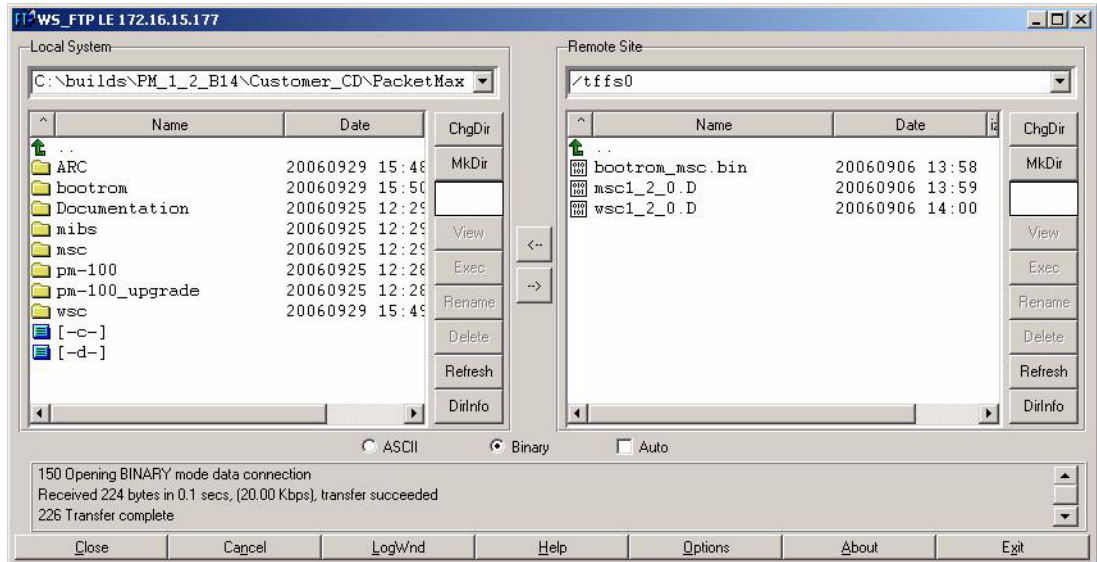 WS_FTP LE 172.16.15.177
Local System
C:\builds\PM_1_2_B14\Customer_CD\PacketMax
^ Name Date
..
ARC 20060929 15:48
bootrom 20060929 15:50
Documentation 20060925 12:29
mibs 20060925 12:29
msc 20060925 12:29
pm-100 20060925 12:28
pm-100_upgrade 20060925 12:28
wsc 20060929 15:49
[-c-]
[-d-]
ChgDir
MkDir
View
Exec
Rename
Delete
Refresh
DirInfo
<--
-->
Remote Site
/tffs0
^ Name Date
..
bootrom_msc.bin 20060906 13:58
msc1_2_0.D 20060906 13:59
wsc1_2_0.D 20060906 14:00
ChgDir
MkDir
View
Exec
Rename
Delete
Refresh
DirInfo
ASCII Binary Auto
150 Opening BINARY mode data connection
Received 224 bytes in 0.1 secs, (20.00 Kbps), transfer succeeded
226 Transfer complete
Close Cancel LogWnd Help Options About Exit